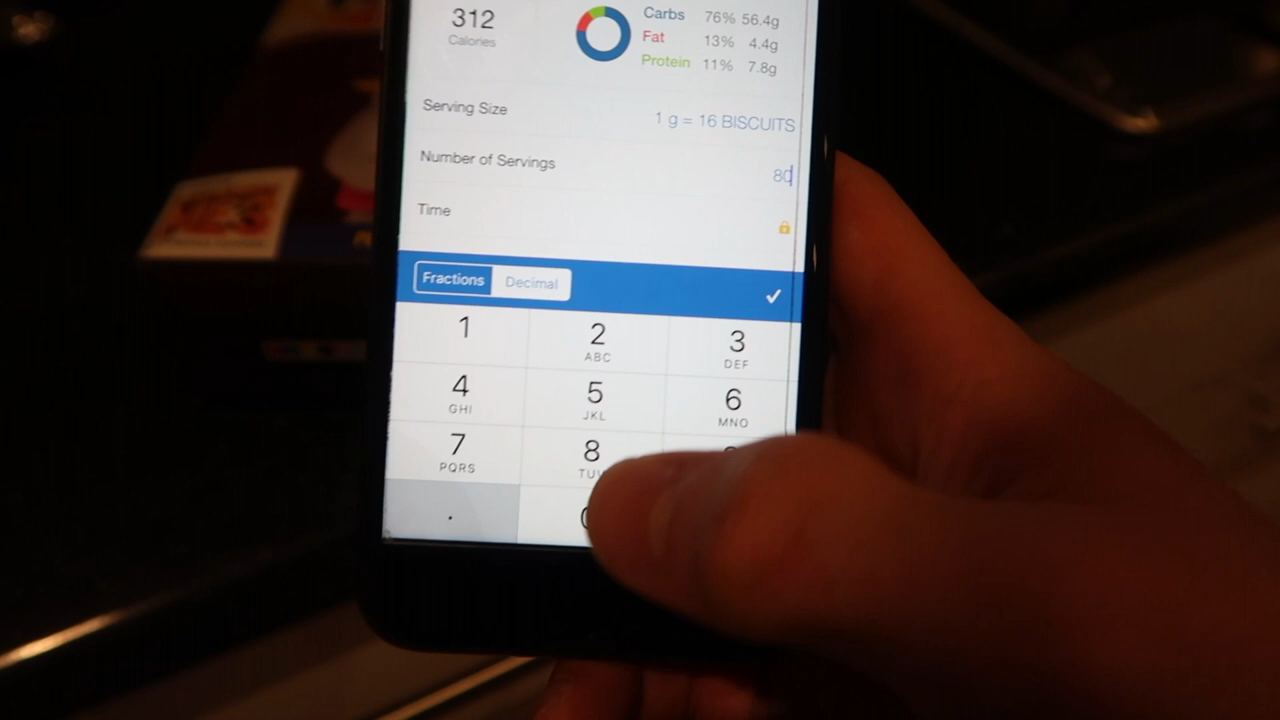 312
Calories
Carbs 76% 56.4g
Fat 13% 4.4g
Protein 11% 7.8g
Serving Size 1 g = 16 BISCUITS
Number of Servings 80
Time
Fractions Decimal
1 2 3
ABC DEF
4 5 6
GHI JKL MNO
7 8
PQRS TU
.